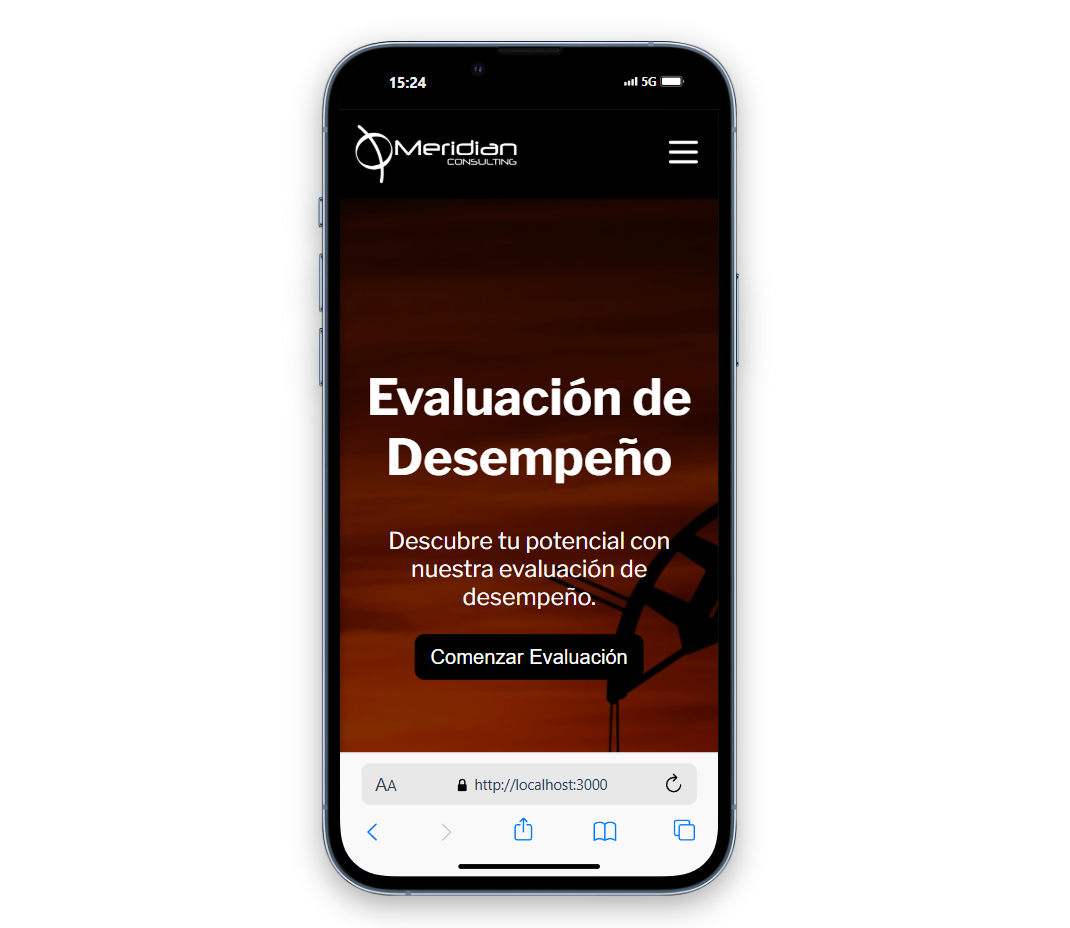 15:24
5G
Meridian
CONSULTING
Evaluación de
Desempeño
Descubre tu potencial con
nuestra evaluación de
desempeño.
Comenzar Evaluación
AA
http://localhost:3000